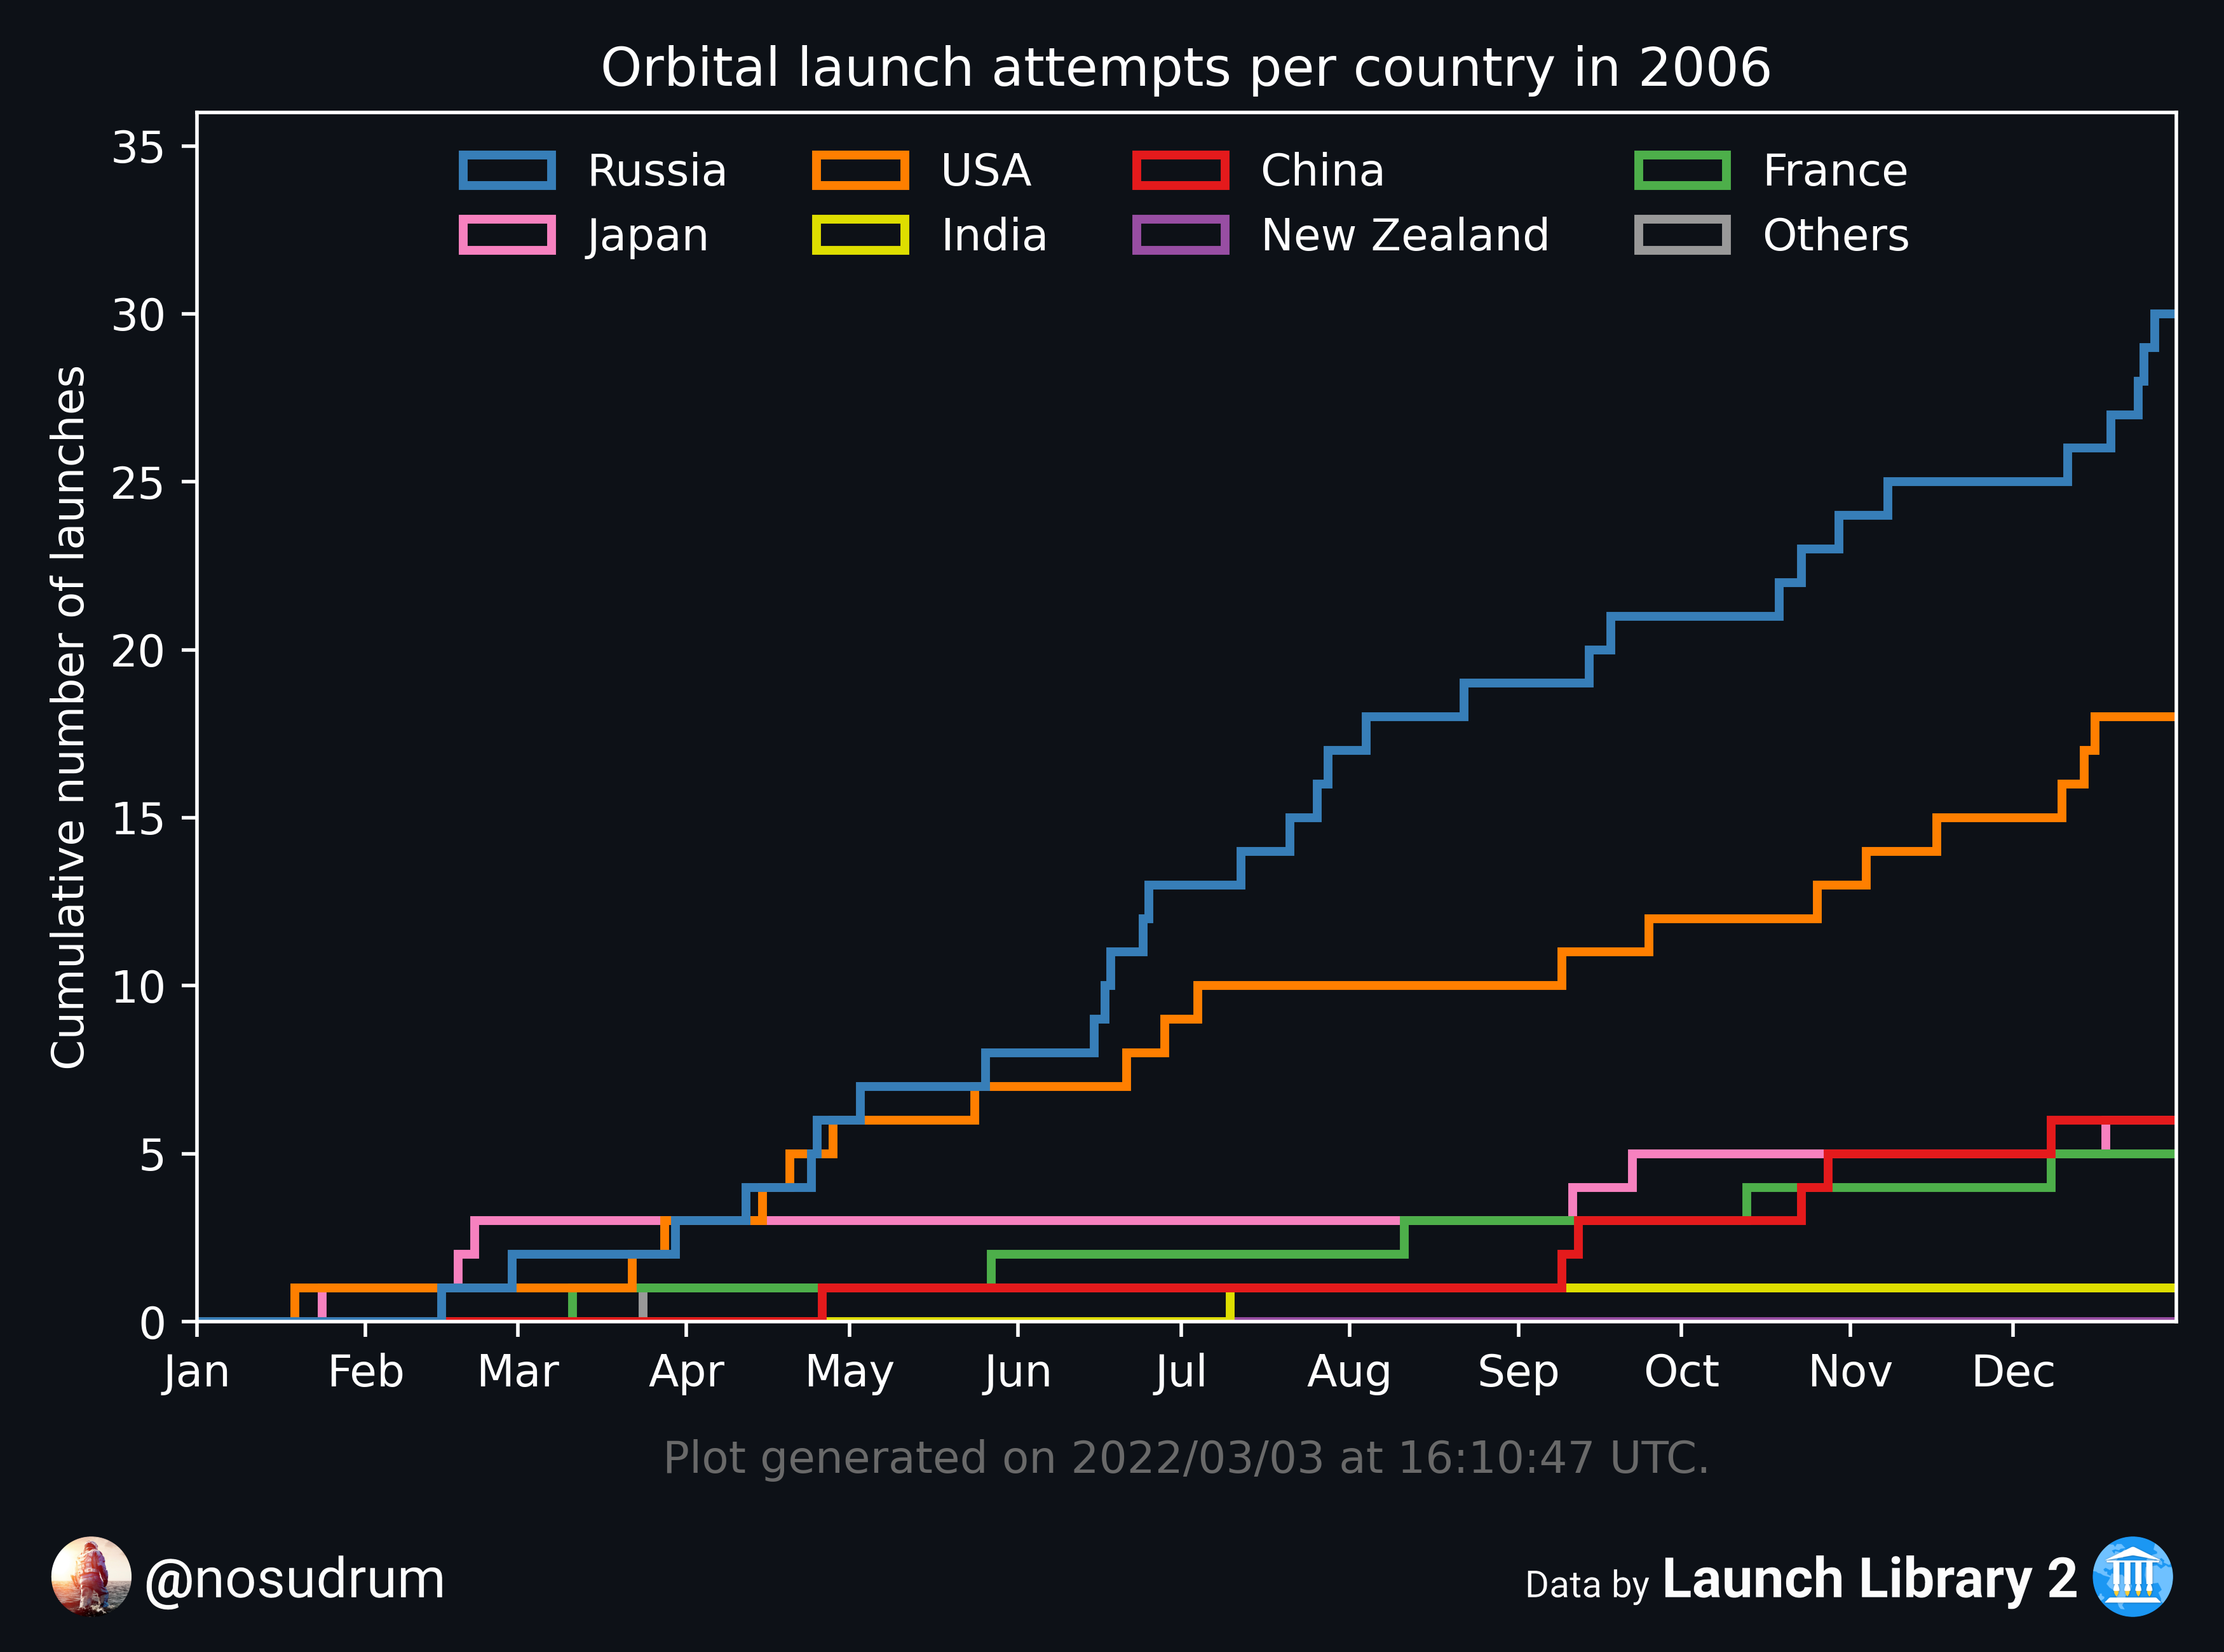 Orbital launch attempts per country in 2006
Russia USA China France
Japan India New Zealand Others
Cumulative number of launches
35
30
25
20
15
10
5
0
Jan Feb Mar Apr May Jun Jul Aug Sep Oct Nov Dec
Plot generated on 2022/03/03 at 16:10:47 UTC.
@nosudrum
Data by Launch Library 2